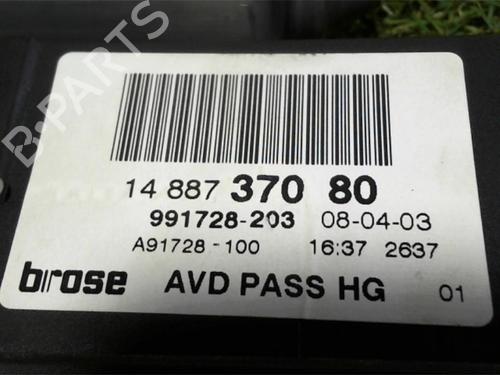 B-PARTS
14 887 370 80
991728-203 08-04-03
A91728-100 16:37 2637
birose AVD PASS HG 01